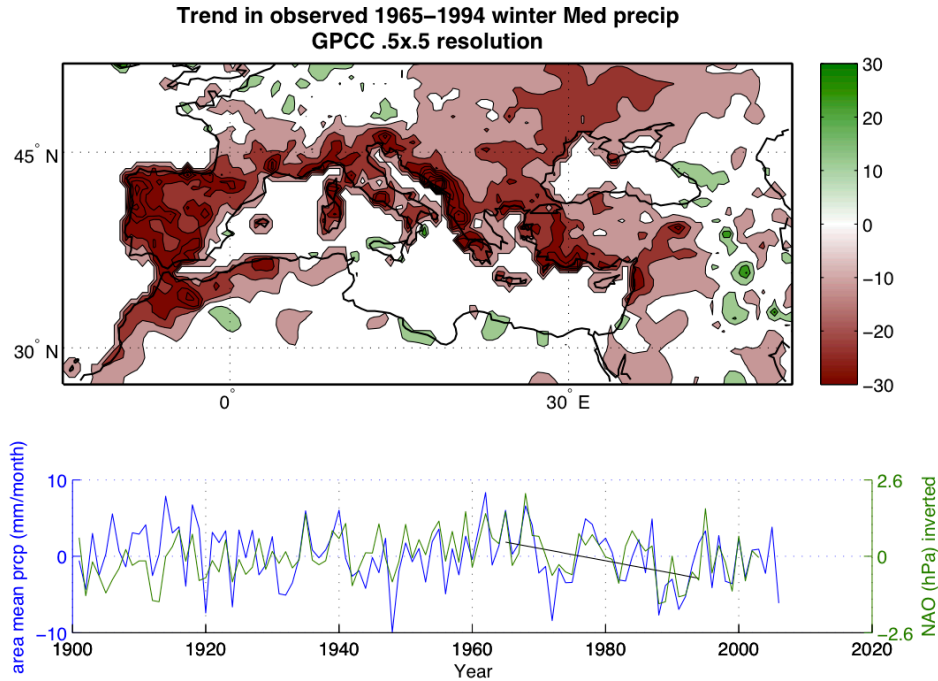 Trend in observed 1965−1994 winter Med precip
GPCC .5x.5 resolution
45° N
30° N
0°
30° E
30
20
10
0
−10
−20
−30
area mean prcp (mm/month)
10
0
−10
2.6
0
−2.6
NAO (hPa) inverted
1900
1920
1940
1960
1980
2000
2020
Year